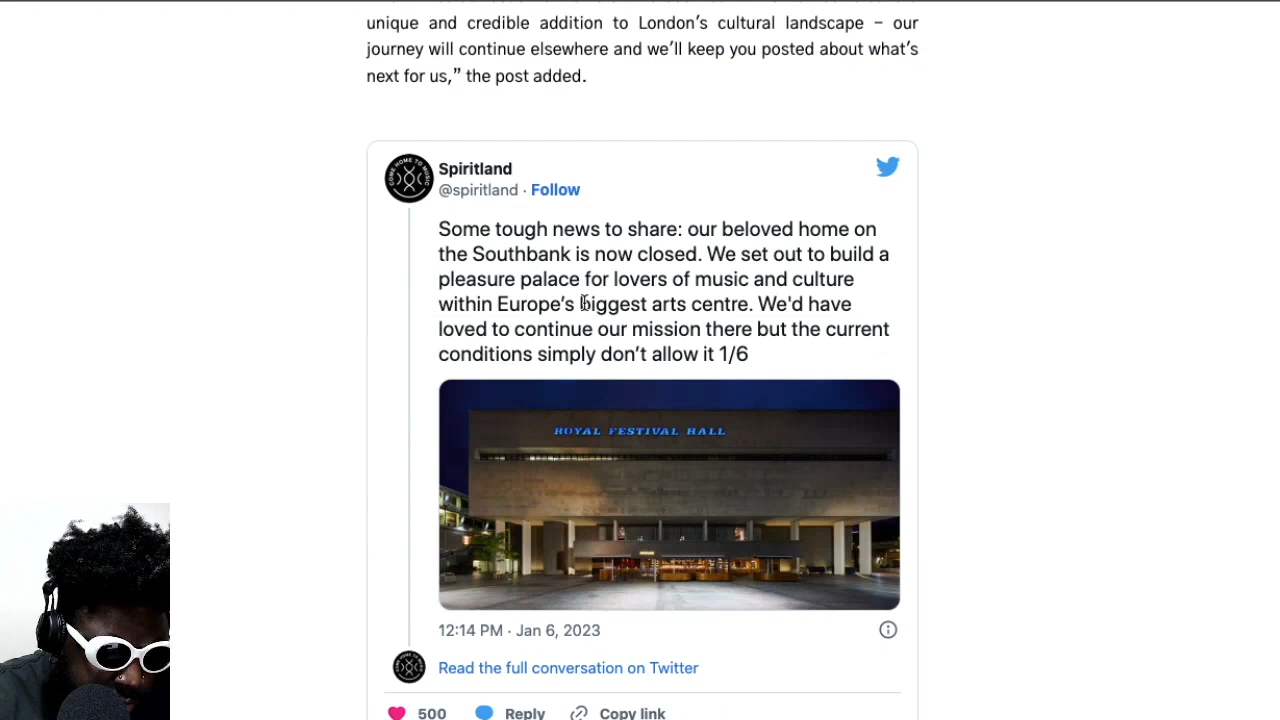 unique and credible addition to London's cultural landscape – our
journey will continue elsewhere and we'll keep you posted about what's
next for us," the post added.
COME HOME TO MUSIC
Spiritland
@spiritland · Follow
Some tough news to share: our beloved home on
the Southbank is now closed. We set out to build a
pleasure palace for lovers of music and culture
within Europe's biggest arts centre. We'd have
loved to continue our mission there but the current
conditions simply don't allow it 1/6
ROYAL FESTIVAL HALL
12:14 PM · Jan 6, 2023
Read the full conversation on Twitter
500 Reply Copy link